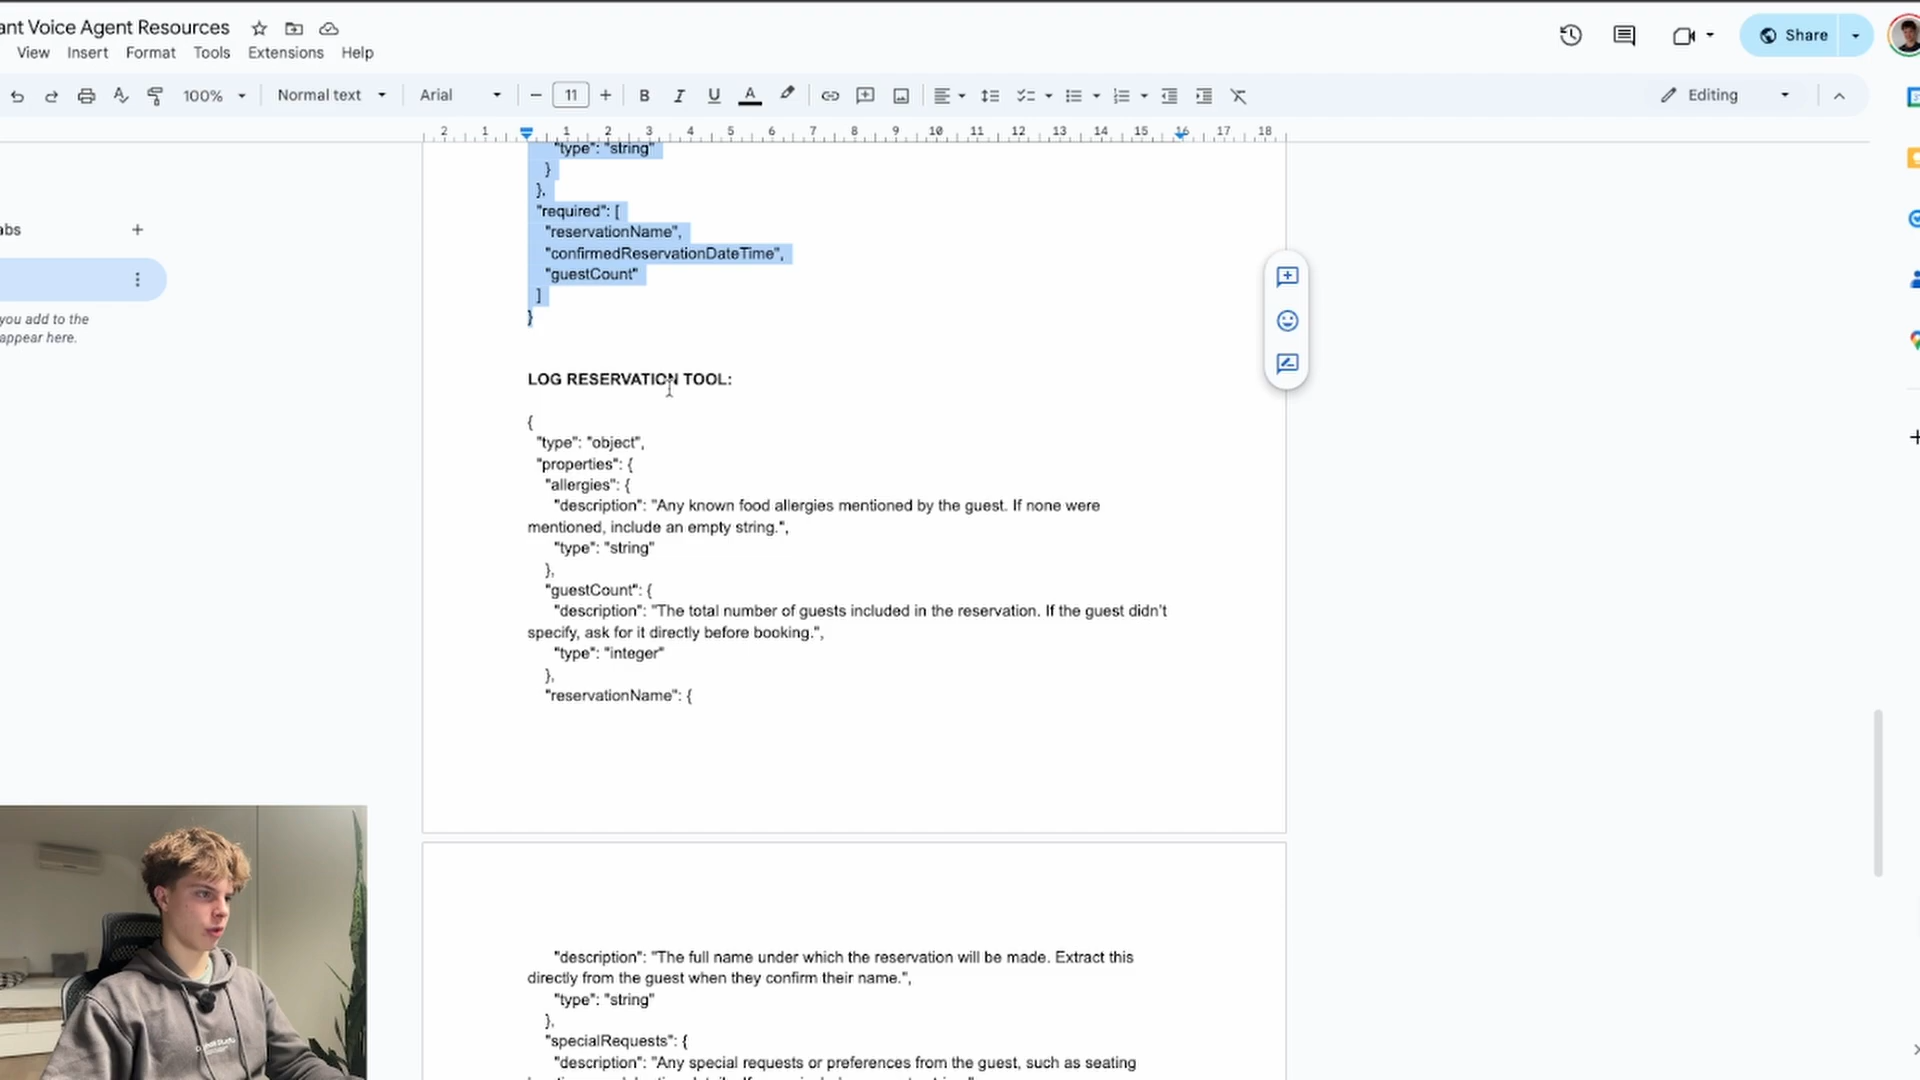 ant Voice Agent Resources
View Insert Format Tools Extensions Help
Share
100% Normal text Arial 11 B I U A Editing
2 1 1 2 3 4 5 6 7 8 9 10 11 12 13 14 15 16 17 18
abs
you add to the
appear here.
"type": "string"
}
},
"required": [
"reservationName",
"confirmedReservationDateTime",
"guestCount"
]
}
LOG RESERVATION TOOL:
{
"type": "object",
"properties": {
"allergies": {
"description": "Any known food allergies mentioned by the guest. If none were
mentioned, include an empty string.",
"type": "string"
},
"guestCount": {
"description": "The total number of guests included in the reservation. If the guest didn't
specify, ask for it directly before booking.",
"type": "integer"
},
"reservationName": {
"description": "The full name under which the reservation will be made. Extract this
directly from the guest when they confirm their name.",
"type": "string"
},
"specialRequests": {
"description": "Any special requests or preferences from the guest, such as seating